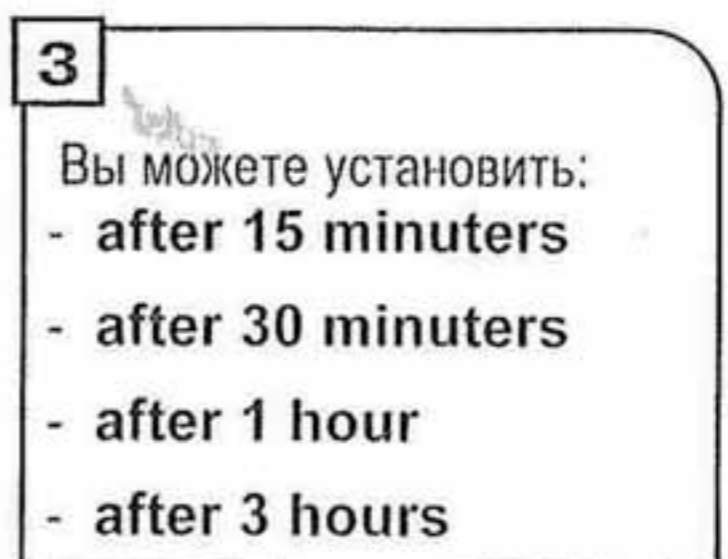 3
Вы можете установить:
- after 15 minuters
- after 30 minuters
- after 1 hour
- after 3 hours